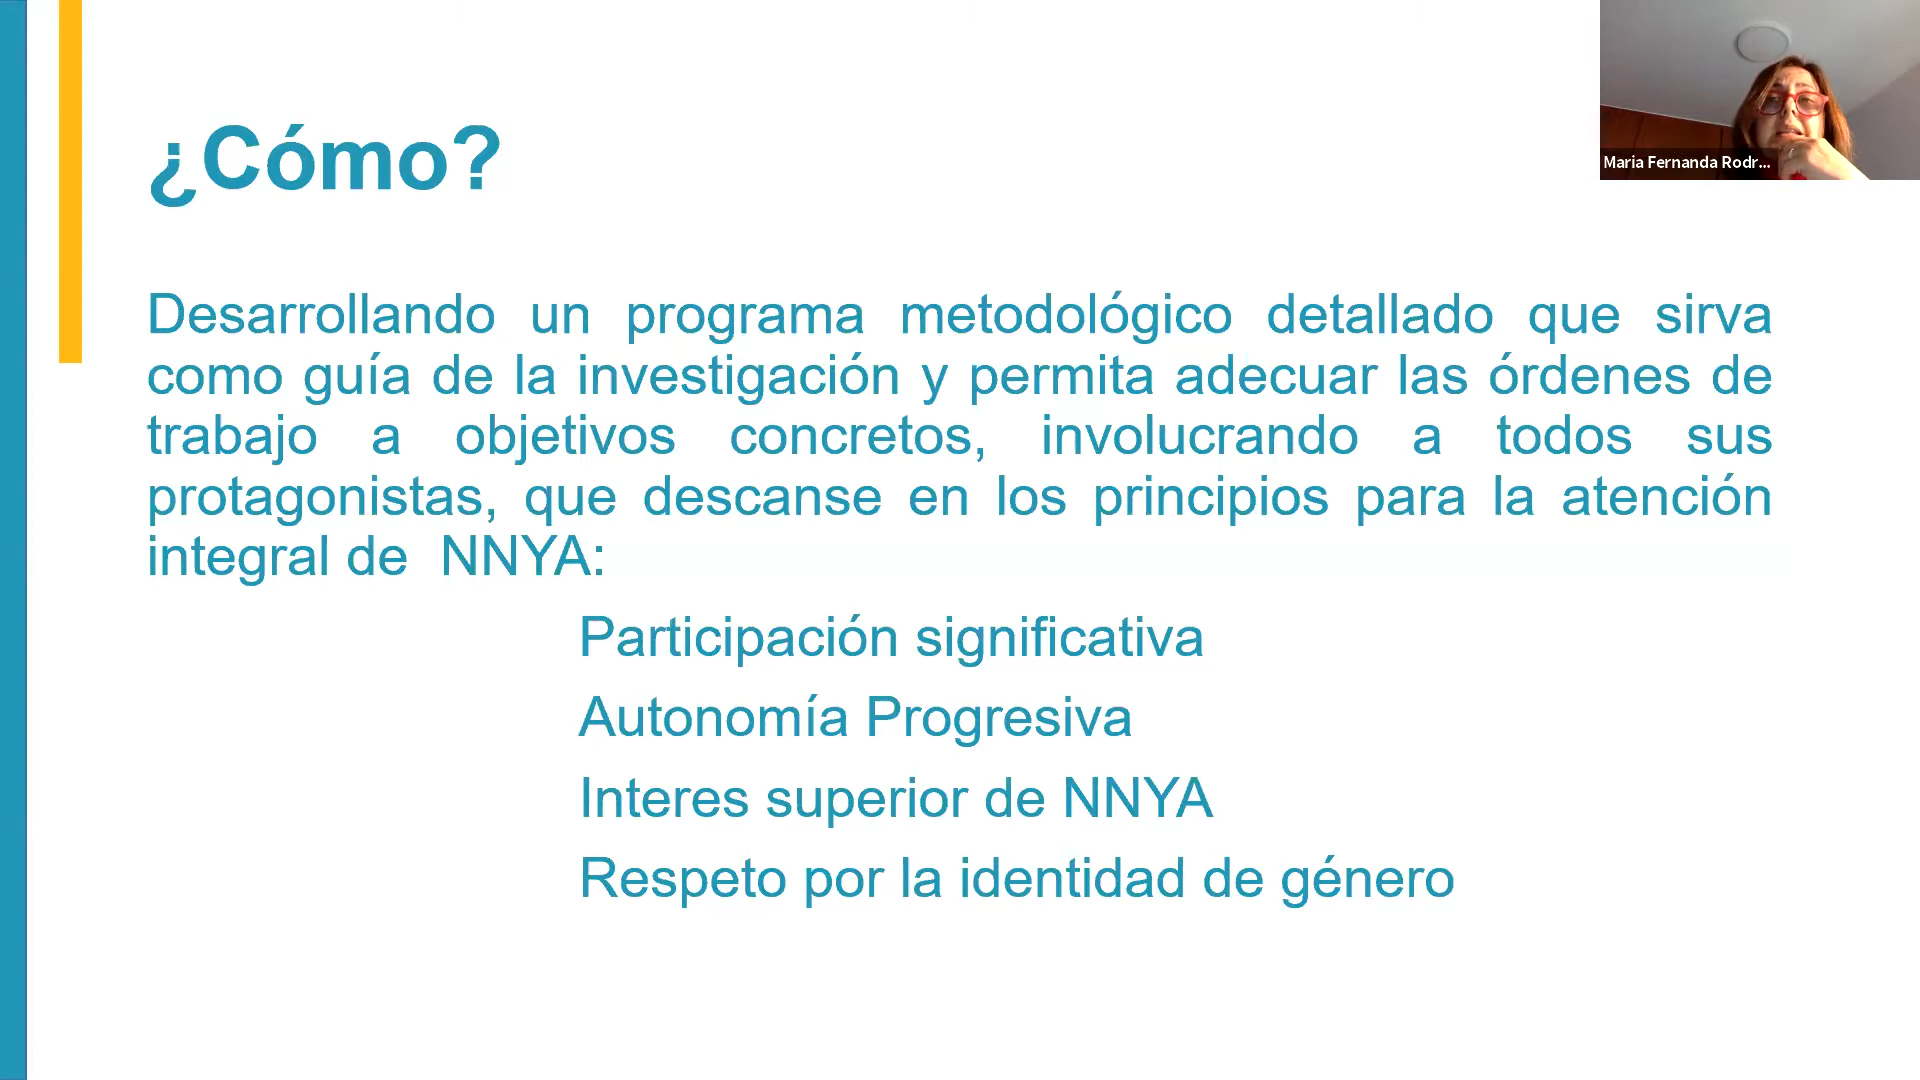 ¿Cómo?
Maria Fernanda Rodr...
Desarrollando un programa metodológico detallado que sirva
como guía de la investigación y permita adecuar las órdenes de
trabajo a objetivos concretos, involucrando a todos sus
protagonistas, que descanse en los principios para la atención
integral de NNYA:
Participación significativa
Autonomía Progresiva
Interes superior de NNYA
Respeto por la identidad de género